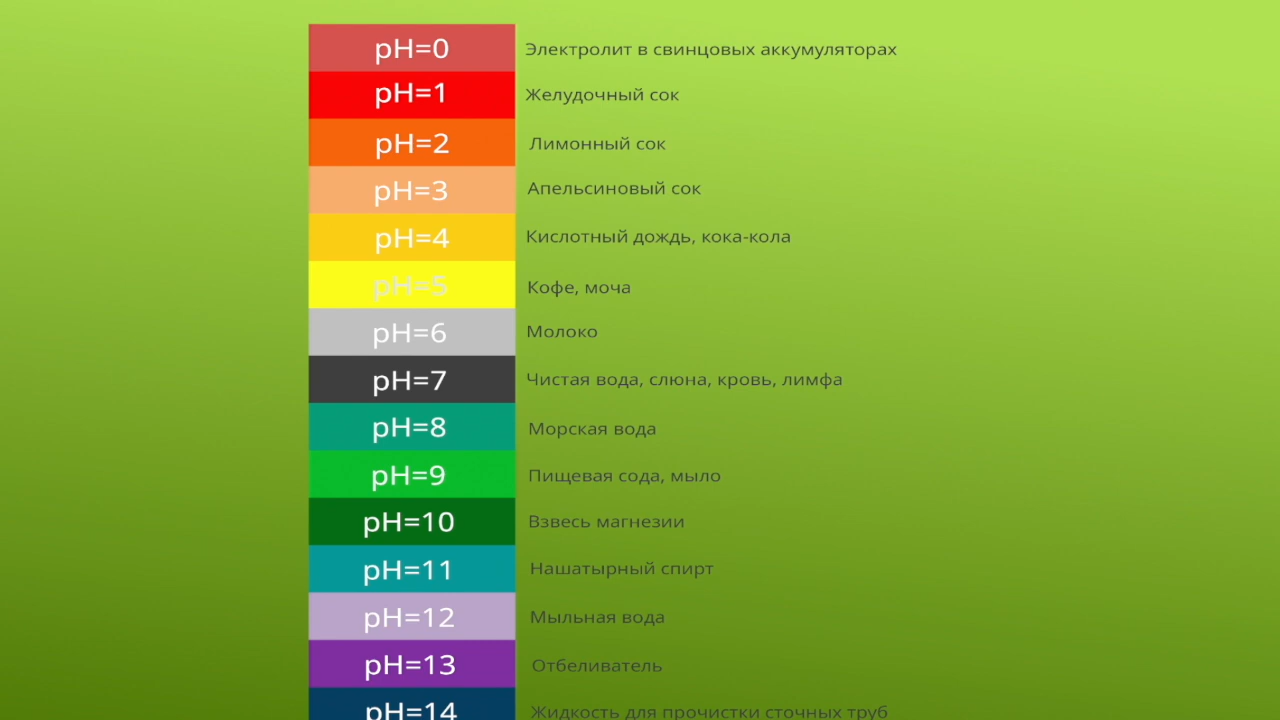 pH=0 Электролит в свинцовых аккумуляторах
pH=1 Желудочный сок
pH=2 Лимонный сок
pH=3 Апельсиновый сок
pH=4 Кислотный дождь, кока-кола
pH=5 Кофе, моча
pH=6 Молоко
pH=7 Чистая вода, слюна, кровь, лимфа
pH=8 Морская вода
pH=9 Пищевая сода, мыло
pH=10 Взвесь магнезии
pH=11 Нашатырный спирт
pH=12 Мыльная вода
pH=13 Отбеливатель
pH=14 Жидкость для прочистки сточных труб